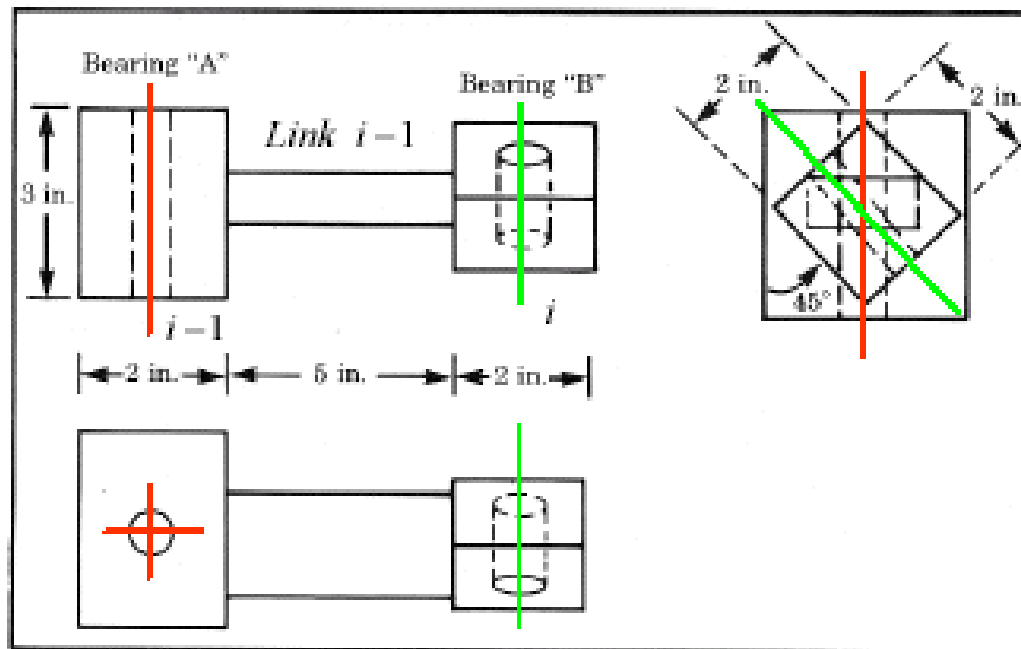 Bearing "A"
Bearing "B"
Link i-1
3 in.
i-1
i
2 in.
5 in.
2 in.
2 in.
2 in.
45°